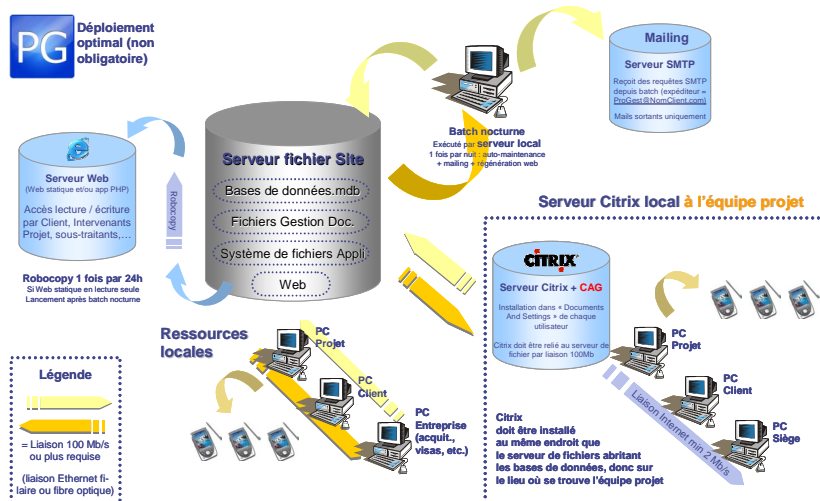 PG
Déploiement
optimal (non
obligatoire)
Mailing
Serveur SMTP
Reçoit des requêtes SMTP
depuis batch (expéditeur =
ProGest@NomClient.com)
Mails sortants uniquement
Batch nocturne
Exécuté par serveur local
1 fois par nuit : auto-maintenance
+ mailing + régénération web
Serveur Web
(Web statique et/ou app PHP)
Accès lecture / écriture
par Client, Intervenants
Projet, sous-traitants,…
Robocopy
Robocopy 1 fois par 24h
Si Web statique en lecture seule
Lancement après batch nocturne
Serveur fichier Site
Bases de données.mdb
Fichiers Gestion Doc.
Système de fichiers Appli.
Web
Serveur Citrix local à l'équipe projet
CITRIX
Serveur Citrix + CAG
Installation dans « Documents
And Settings » de chaque
utilisateur
Citrix doit être relié au serveur de
fichier par liaison 100Mb
PC
Projet
PC
Client
PC
Siège
Liaison Internet min 2 Mb/s
Citrix
doit être installé
au même endroit que
le serveur de fichiers abritant
les bases de données, donc sur
le lieu où se trouve l'équipe projet
Ressources
locales
PC
Projet
PC
Client
PC
Entreprise
(acquit.,
visas, etc.)
Légende
= Liaison 100 Mb/s
ou plus requise
(liaison Ethernet fi-
laire ou fibre optique)